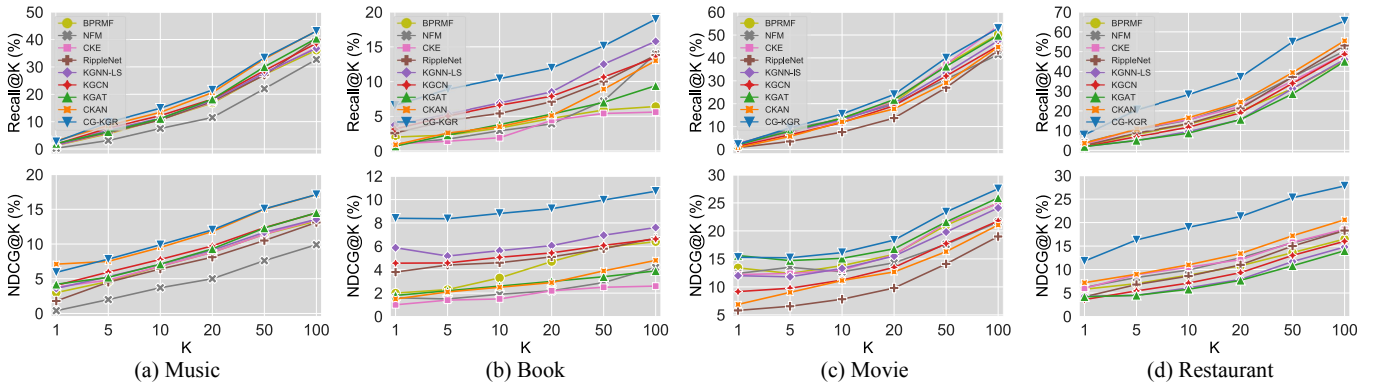 Recall@K (%)
60
50
40
30
20
10
0
BPRMF
NFM
CKE
RippleNet
KGNN-LS
KGCN
KGAT
CKAN
CG-KGR
Recall@K (%)
20
15
10
5
0
BPRMF
NFM
CKE
RippleNet
KGNN-LS
KGCN
KGAT
CKAN
CG-KGR
Recall@K (%)
60
50
40
30
20
10
0
BPRMF
NFM
CKE
RippleNet
KGNN-LS
KGCN
KGAT
CKAN
CG-KGR
Recall@K (%)
70
60
50
40
30
20
10
0
BPRMF
NFM
CKE
RippleNet
KGNN-LS
KGCN
KGAT
CKAN
CG-KGR
NDCG@K (%)
20
15
10
5
0
1 5 10 20 50 100
K
NDCG@K (%)
12
10
8
6
4
2
0
1 5 10 20 50 100
K
NDCG@K (%)
30
25
20
15
10
5
1 5 10 20 50 100
K
NDCG@K (%)
30
25
20
15
10
5
0
1 5 10 20 50 100
K
(a) Music
(b) Book
(c) Movie
(d) Restaurant